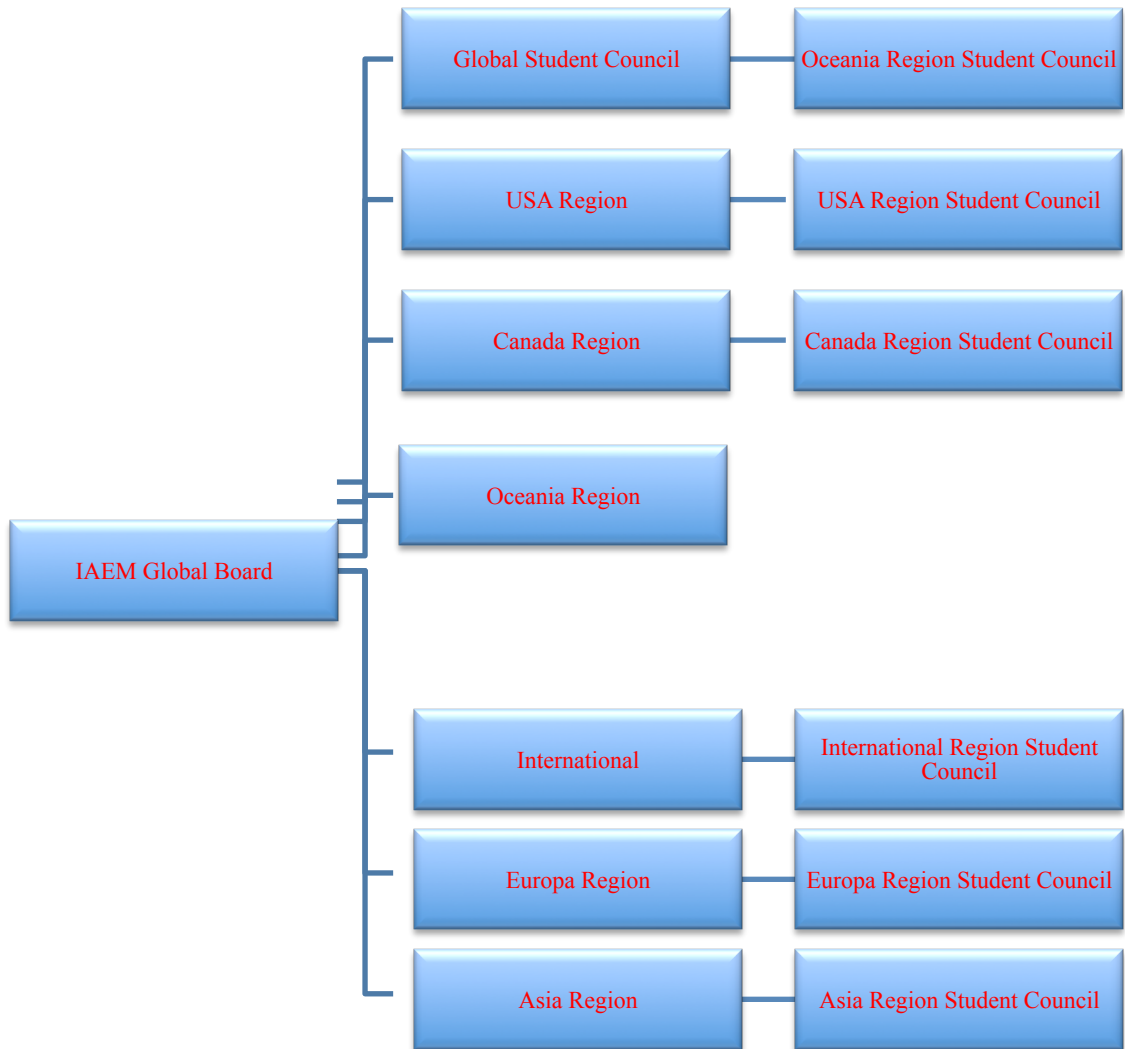 Global Student Council
Oceania Region Student Council
USA Region
USA Region Student Council
Canada Region
Canada Region Student Council
Oceania Region
IAEM Global Board
International
International Region Student
Council
Europa Region
Europa Region Student Council
Asia Region
Asia Region Student Council